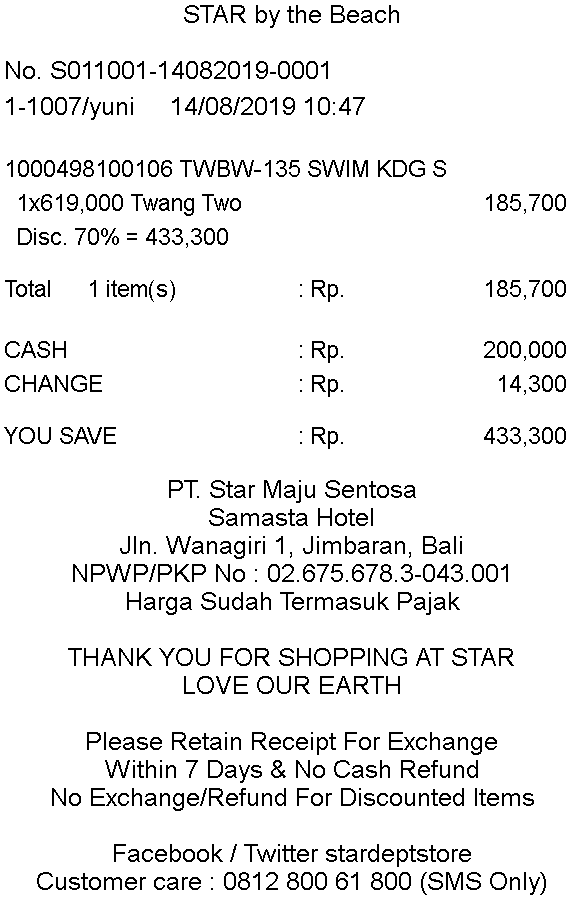 STAR by the Beach
No. S011001-14082019-0001
1-1007/yuni 14/08/2019 10:47
1000498100106 TWBW-135 SWIM KDG S
1x619,000 Twang Two 185,700
Disc. 70% = 433,300
Total 1 item(s) : Rp. 185,700
CASH : Rp. 200,000
CHANGE : Rp. 14,300
YOU SAVE : Rp. 433,300
PT. Star Maju Sentosa
Samasta Hotel
Jln. Wanagiri 1, Jimbaran, Bali
NPWP/PKP No : 02.675.678.3-043.001
Harga Sudah Termasuk Pajak
THANK YOU FOR SHOPPING AT STAR
LOVE OUR EARTH
Please Retain Receipt For Exchange
Within 7 Days & No Cash Refund
No Exchange/Refund For Discounted Items
Facebook / Twitter stardeptstore
Customer care : 0812 800 61 800 (SMS Only)